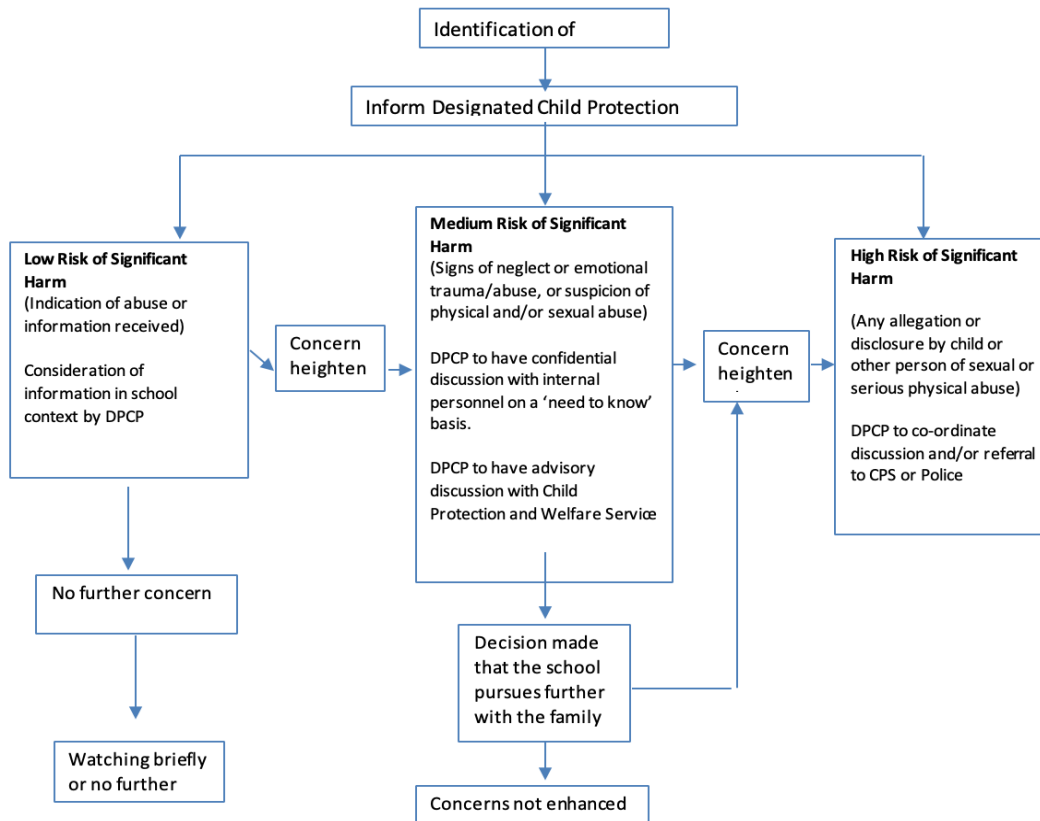 Identification of
Inform Designated Child Protection
Low Risk of Significant
Harm
(Indication of abuse or
information received)
Consideration of
information in school
context by DPCP
Concern
heighten
Medium Risk of Significant
Harm
(Signs of neglect or emotional
trauma/abuse, or suspicion of
physical and/or sexual abuse)
DPCP to have confidential
discussion with internal
personnel on a ‘need to know’
basis.
DPCP to have advisory
discussion with Child
Protection and Welfare Service
Concern
heighten
High Risk of Significant
Harm
(Any allegation or
disclosure by child or
other person of sexual or
serious physical abuse)
DPCP to co-ordinate
discussion and/or referral
to CPS or Police
No further concern
Decision made
that the school
pursues further
with the family
Watching briefly
or no further
Concerns not enhanced